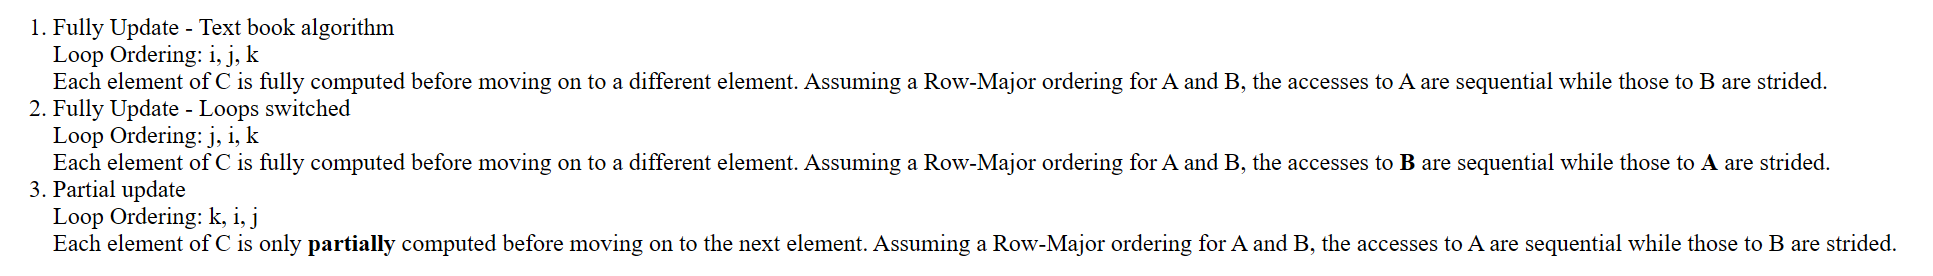 1. Fully Update - Text book algorithm
Loop Ordering: i, j, k
Each element of C is fully computed before moving on to a different element. Assuming a Row-Major ordering for A and B, the accesses to A are sequential while those to B are strided.
2. Fully Update - Loops switched
Loop Ordering: j, i, k
Each element of C is fully computed before moving on to a different element. Assuming a Row-Major ordering for A and B, the accesses to B are sequential while those to A are strided.
3. Partial update
Loop Ordering: k, i, j
Each element of C is only partially computed before moving on to the next element. Assuming a Row-Major ordering for A and B, the accesses to A are sequential while those to B are strided.